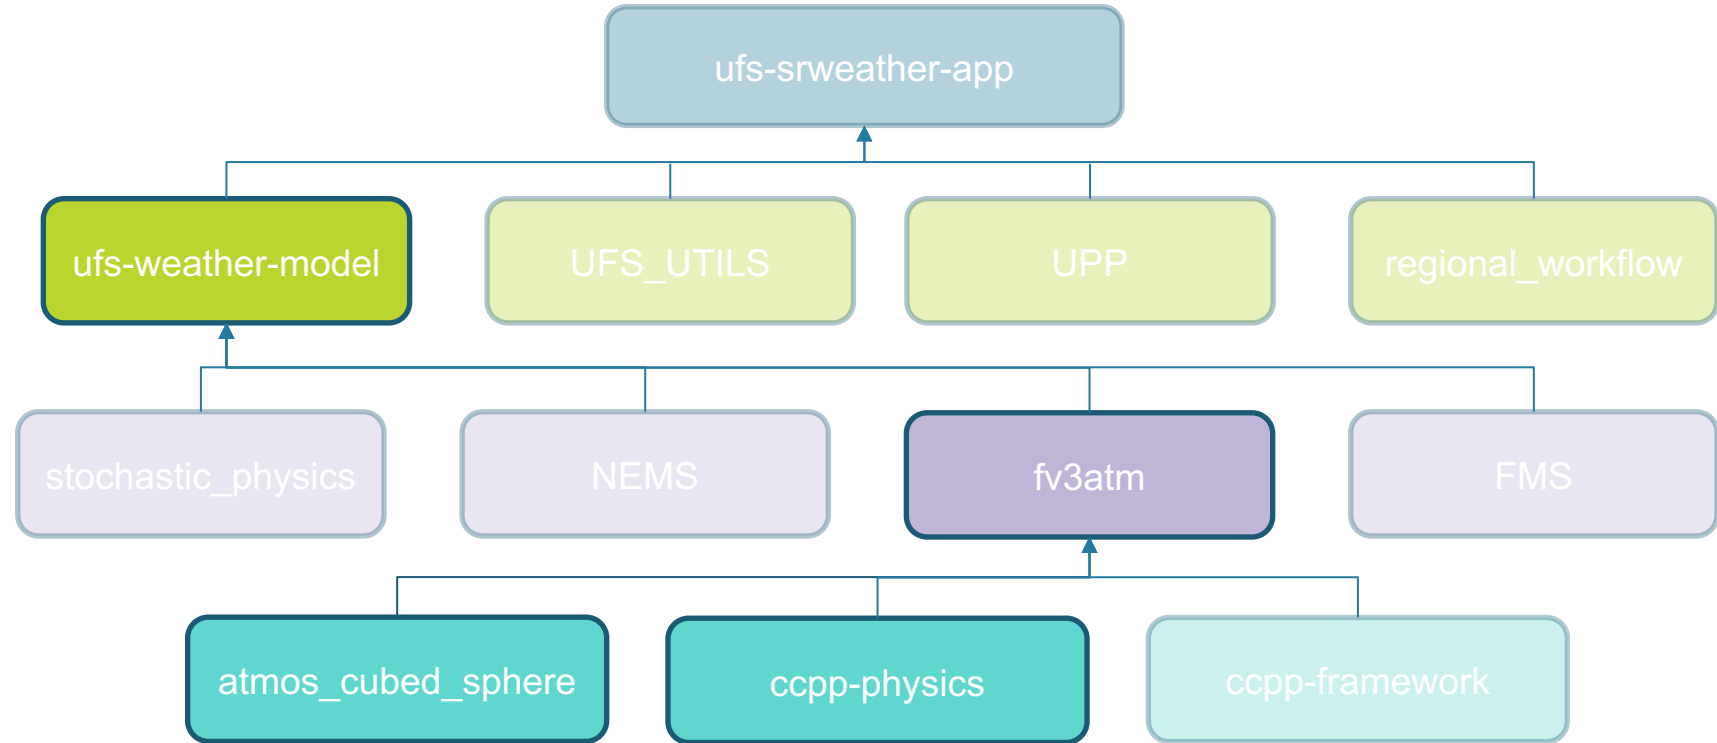 ufs-srweather-app
ufs-weather-model
UFS_UTILS
UPP
regional_workflow
stochastic_physics
NEMS
fv3atm
FMS
atmos_cubed_sphere
ccpp-physics
ccpp-framework